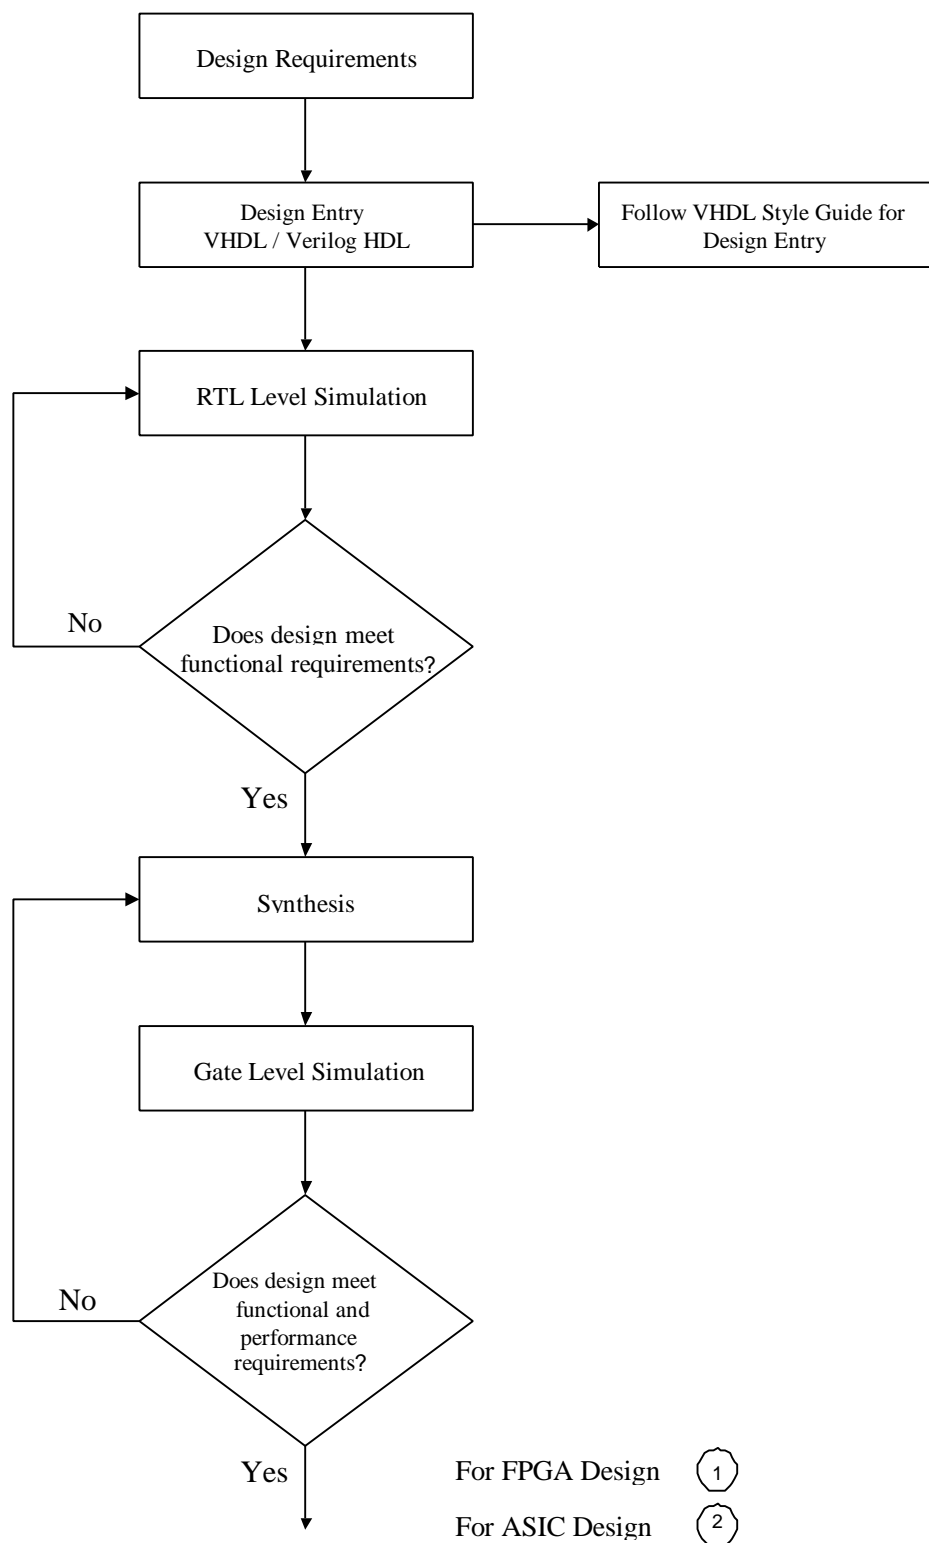 Design Requirements
Design Entry
VHDL / Verilog HDL
Follow VHDL Style Guide for
Design Entry
RTL Level Simulation
No
Does design meet
functional requirements?
Yes
Synthesis
Gate Level Simulation
No
Does design meet
functional and
performance
requirements?
Yes
For FPGA Design 1
For ASIC Design 2